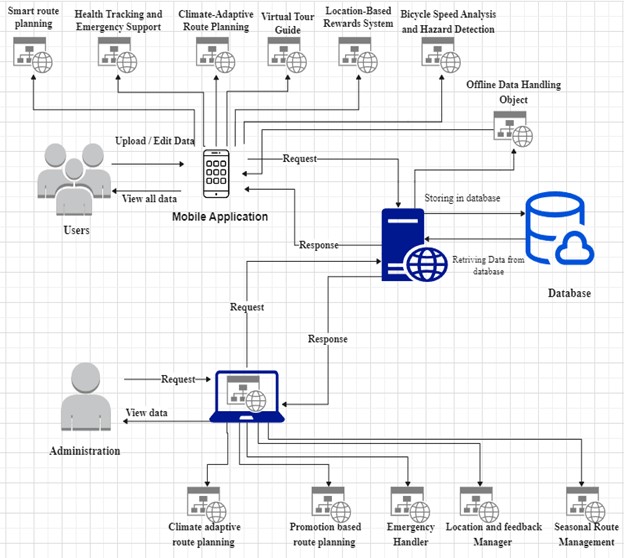 Smart route
planning
Health Tracking and
Emergency Support
Climate-Adaptive
Route Planning
Virtual Tour
Guide
Location-Based
Rewards System
Bicycle Speed Analysis
and Hazard Detection
Offline Data Handling
Object
Upload / Edit Data
Request
View all data
Mobile Application
Users
Storing in database
Response
Retriving Data from
database
Database
Request
Response
Request
View data
Administration
Climate adaptive
route planning
Promotion based
route planning
Emergency
Handler
Location and feedback
Manager
Seasonal Route
Management